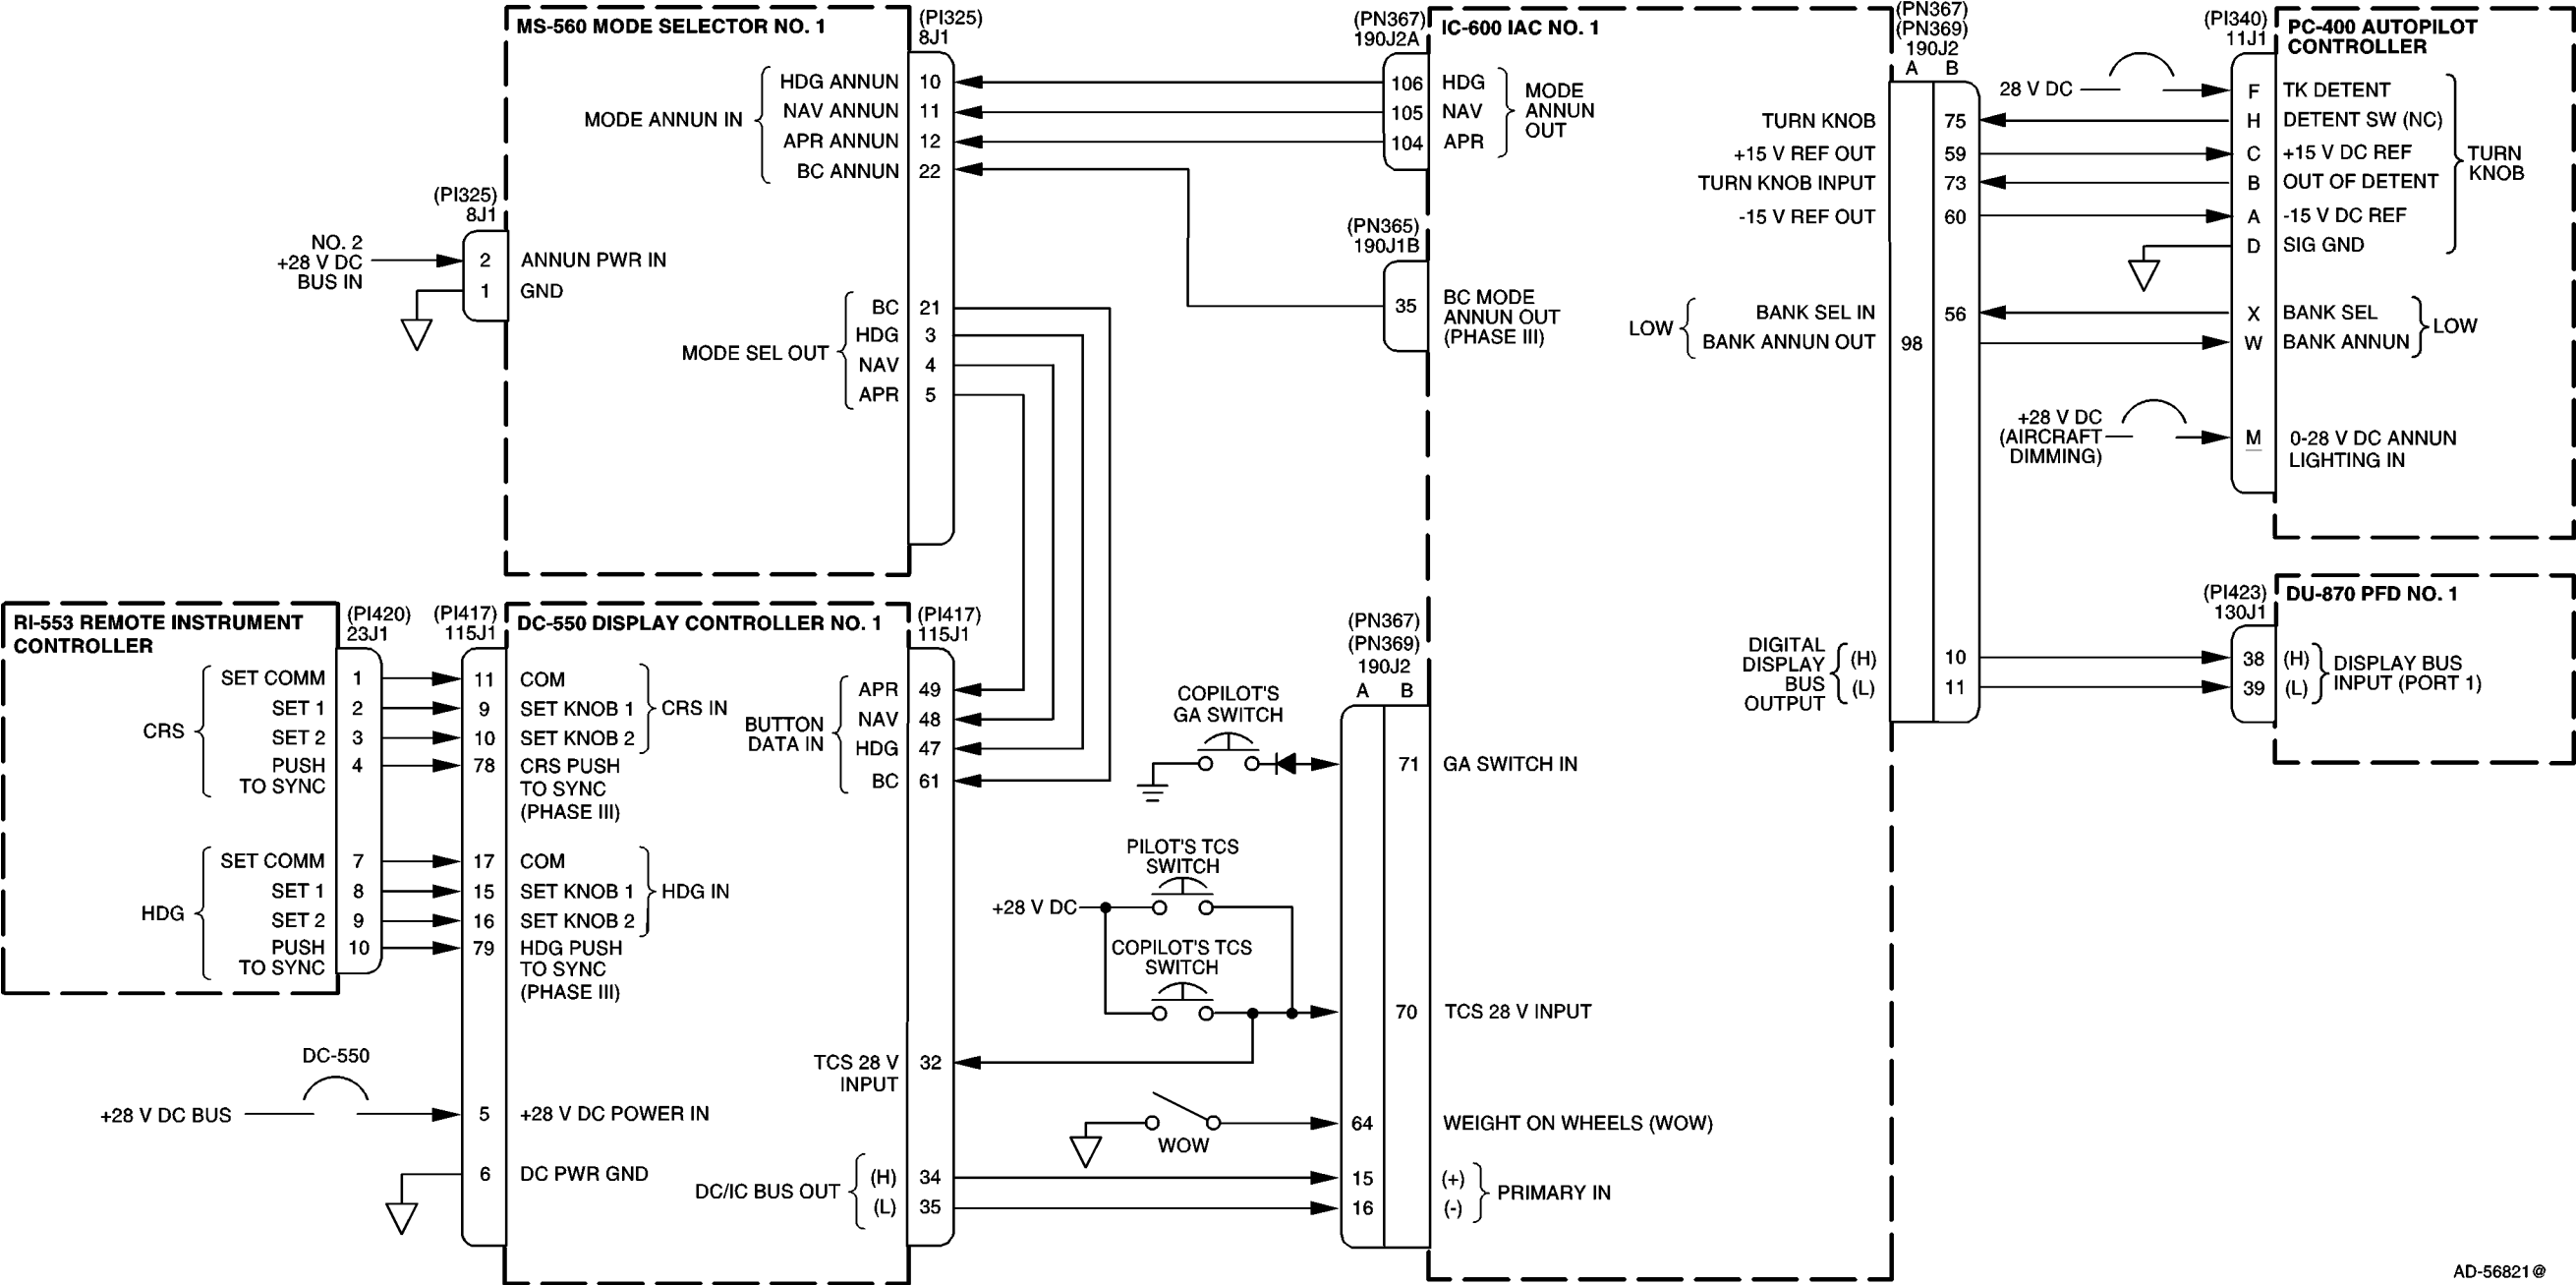 MS-560 MODE SELECTOR NO. 1
(PI325)
8J1
HDG ANNUN 10
NAV ANNUN 11
APR ANNUN 12
BC ANNUN 22
MODE ANNUN IN
(PI325)
8J1
NO. 2
+28 V DC
BUS IN
2 ANNUN PWR IN
1 GND
MODE SEL OUT
BC 21
HDG 3
NAV 4
APR 5
(PN367)
190J2A
IC-600 IAC NO. 1
106 HDG
105 NAV
104 APR
MODE
ANNUN
OUT
(PN365)
190J1B
35
BC MODE
ANNUN OUT
(PHASE III)
(PN367)
(PN369)
190J2
A B
TURN KNOB 75
+15 V REF OUT 59
TURN KNOB INPUT 73
-15 V REF OUT 60
LOW
BANK SEL IN 56
BANK ANNUN OUT 98
DIGITAL
DISPLAY
BUS
OUTPUT
(H) 10
(L) 11
(PI340)
11J1
PC-400 AUTOPILOT
CONTROLLER
28 V DC
F TK DETENT
H DETENT SW (NC)
C +15 V DC REF
B OUT OF DETENT
A -15 V DC REF
D SIG GND
TURN
KNOB
X BANK SEL
W BANK ANNUN
LOW
+28 V DC
(AIRCRAFT
DIMMING)
M 0-28 V DC ANNUN
LIGHTING IN
(PI423)
130J1
DU-870 PFD NO. 1
38 (H)
39 (L)
DISPLAY BUS
INPUT (PORT 1)
RI-553 REMOTE INSTRUMENT
CONTROLLER
(PI420)
23J1
CRS
SET COMM 1
SET 1 2
SET 2 3
PUSH 4
TO SYNC
HDG
SET COMM 7
SET 1 8
SET 2 9
PUSH 10
TO SYNC
(PI417)
115J1
DC-550 DISPLAY CONTROLLER NO. 1
(PI417)
115J1
11 COM
9 SET KNOB 1
10 SET KNOB 2
CRS IN
78 CRS PUSH
TO SYNC
(PHASE III)
17 COM
15 SET KNOB 1
16 SET KNOB 2
HDG IN
79 HDG PUSH
TO SYNC
(PHASE III)
DC-550
+28 V DC BUS
5 +28 V DC POWER IN
6 DC PWR GND
BUTTON
DATA IN
APR 49
NAV 48
HDG 47
BC 61
TCS 28 V 32
INPUT
DC/IC BUS OUT
(H) 34
(L) 35
COPILOT'S
GA SWITCH
PILOT'S TCS
SWITCH
+28 V DC
COPILOT'S TCS
SWITCH
WOW
(PN367)
(PN369)
190J2
A B
71 GA SWITCH IN
70 TCS 28 V INPUT
64 WEIGHT ON WHEELS (WOW)
15 (+)
16 (-)
PRIMARY IN
AD-56821@